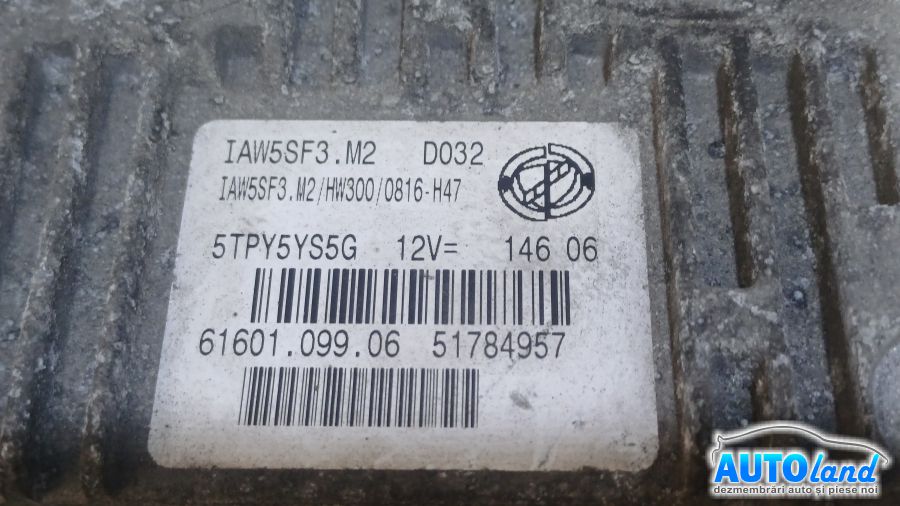 IAW5SF3.M2 D032
IAW5SF3.M2/HW300/0816-H47
5TPY5YS5G 12V= 146 06
61601.099.06 51784957
AUTOland
dezmembrări auto și piese noi